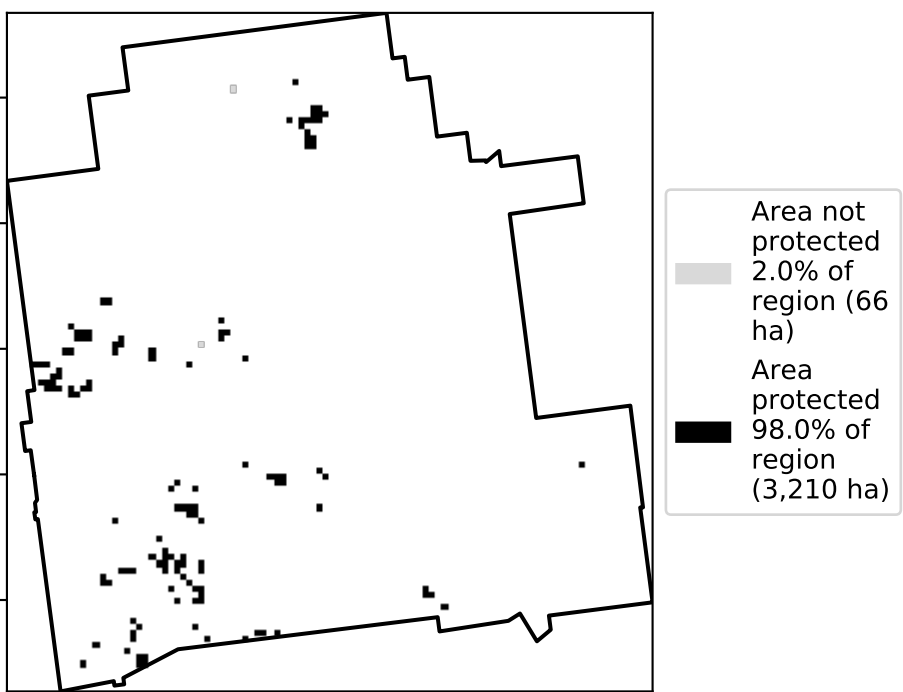 Area not
protected
2.0% of
region (66
ha)
Area
protected
98.0% of
region
(3,210 ha)